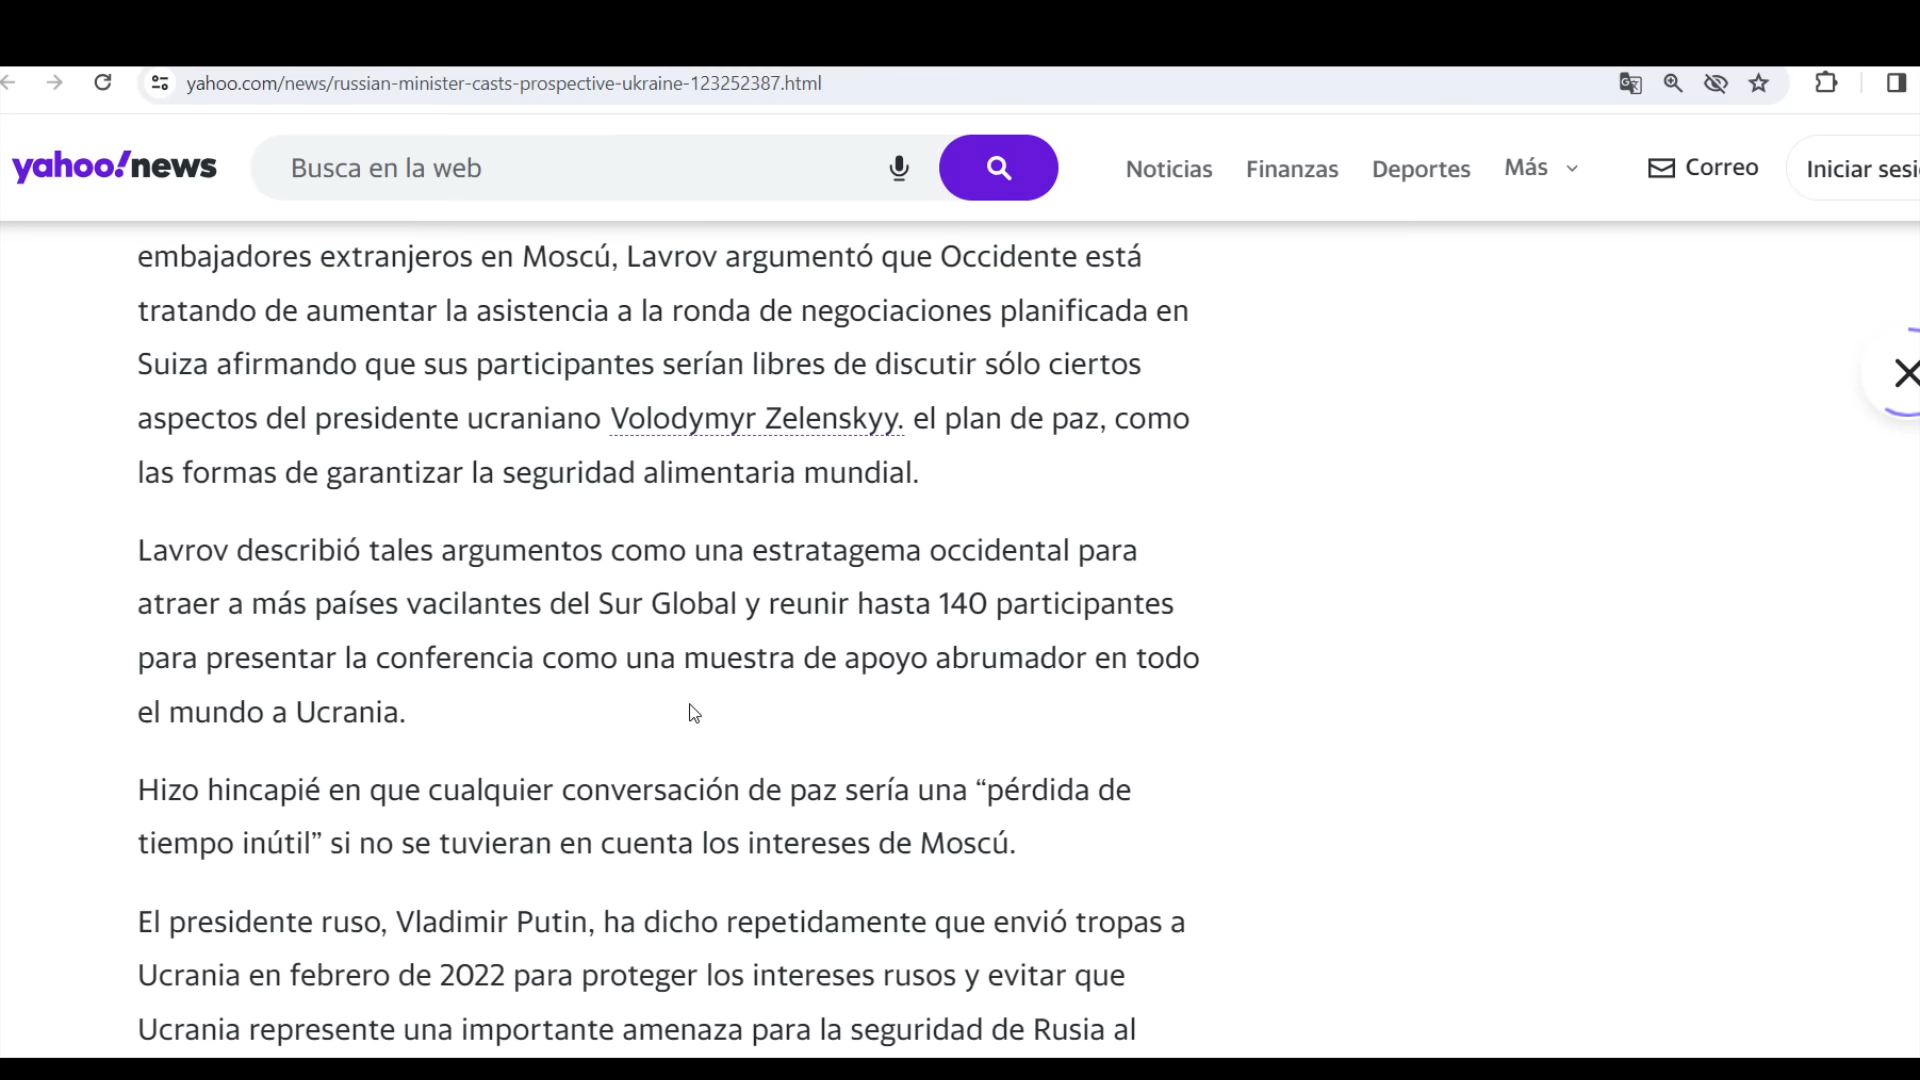 yahoo.com/news/russian-minister-casts-prospective-ukraine-123252387.html
yahoo!news
Busca en la web
Noticias
Finanzas
Deportes
Más
Correo
Iniciar sesi
embajadores extranjeros en Moscú, Lavrov argumentó que Occidente está
tratando de aumentar la asistencia a la ronda de negociaciones planificada en
Suiza afirmando que sus participantes serían libres de discutir sólo ciertos
aspectos del presidente ucraniano Volodymyr Zelenskyy. el plan de paz, como
las formas de garantizar la seguridad alimentaria mundial.
Lavrov describió tales argumentos como una estratagema occidental para
atraer a más países vacilantes del Sur Global y reunir hasta 140 participantes
para presentar la conferencia como una muestra de apoyo abrumador en todo
el mundo a Ucrania.
Hizo hincapié en que cualquier conversación de paz sería una “pérdida de
tiempo inútil” si no se tuvieran en cuenta los intereses de Moscú.
El presidente ruso, Vladimir Putin, ha dicho repetidamente que envió tropas a
Ucrania en febrero de 2022 para proteger los intereses rusos y evitar que
Ucrania represente una importante amenaza para la seguridad de Rusia al